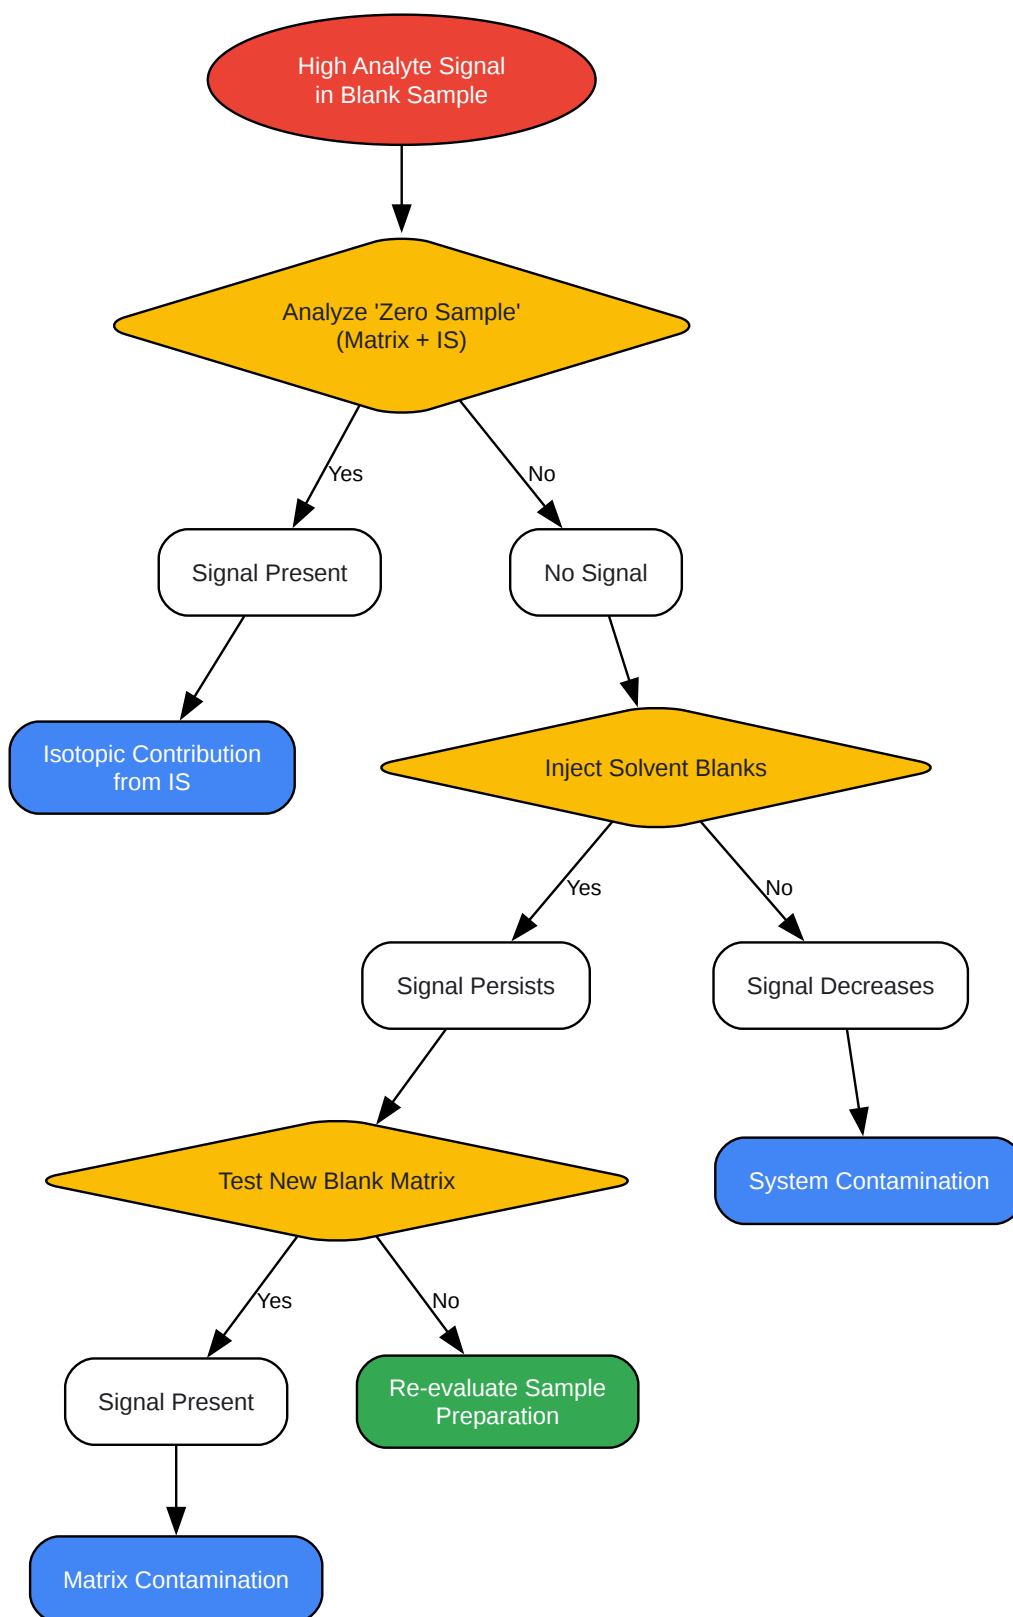 High Analyte Signal
in Blank Sample
Analyze 'Zero Sample'
(Matrix + IS)
Yes
No
Signal Present
No Signal
Isotopic Contribution
from IS
Inject Solvent Blanks
Yes
No
Signal Persists
Signal Decreases
Test New Blank Matrix
System Contamination
Yes
No
Signal Present
Re-evaluate Sample
Preparation
Matrix Contamination